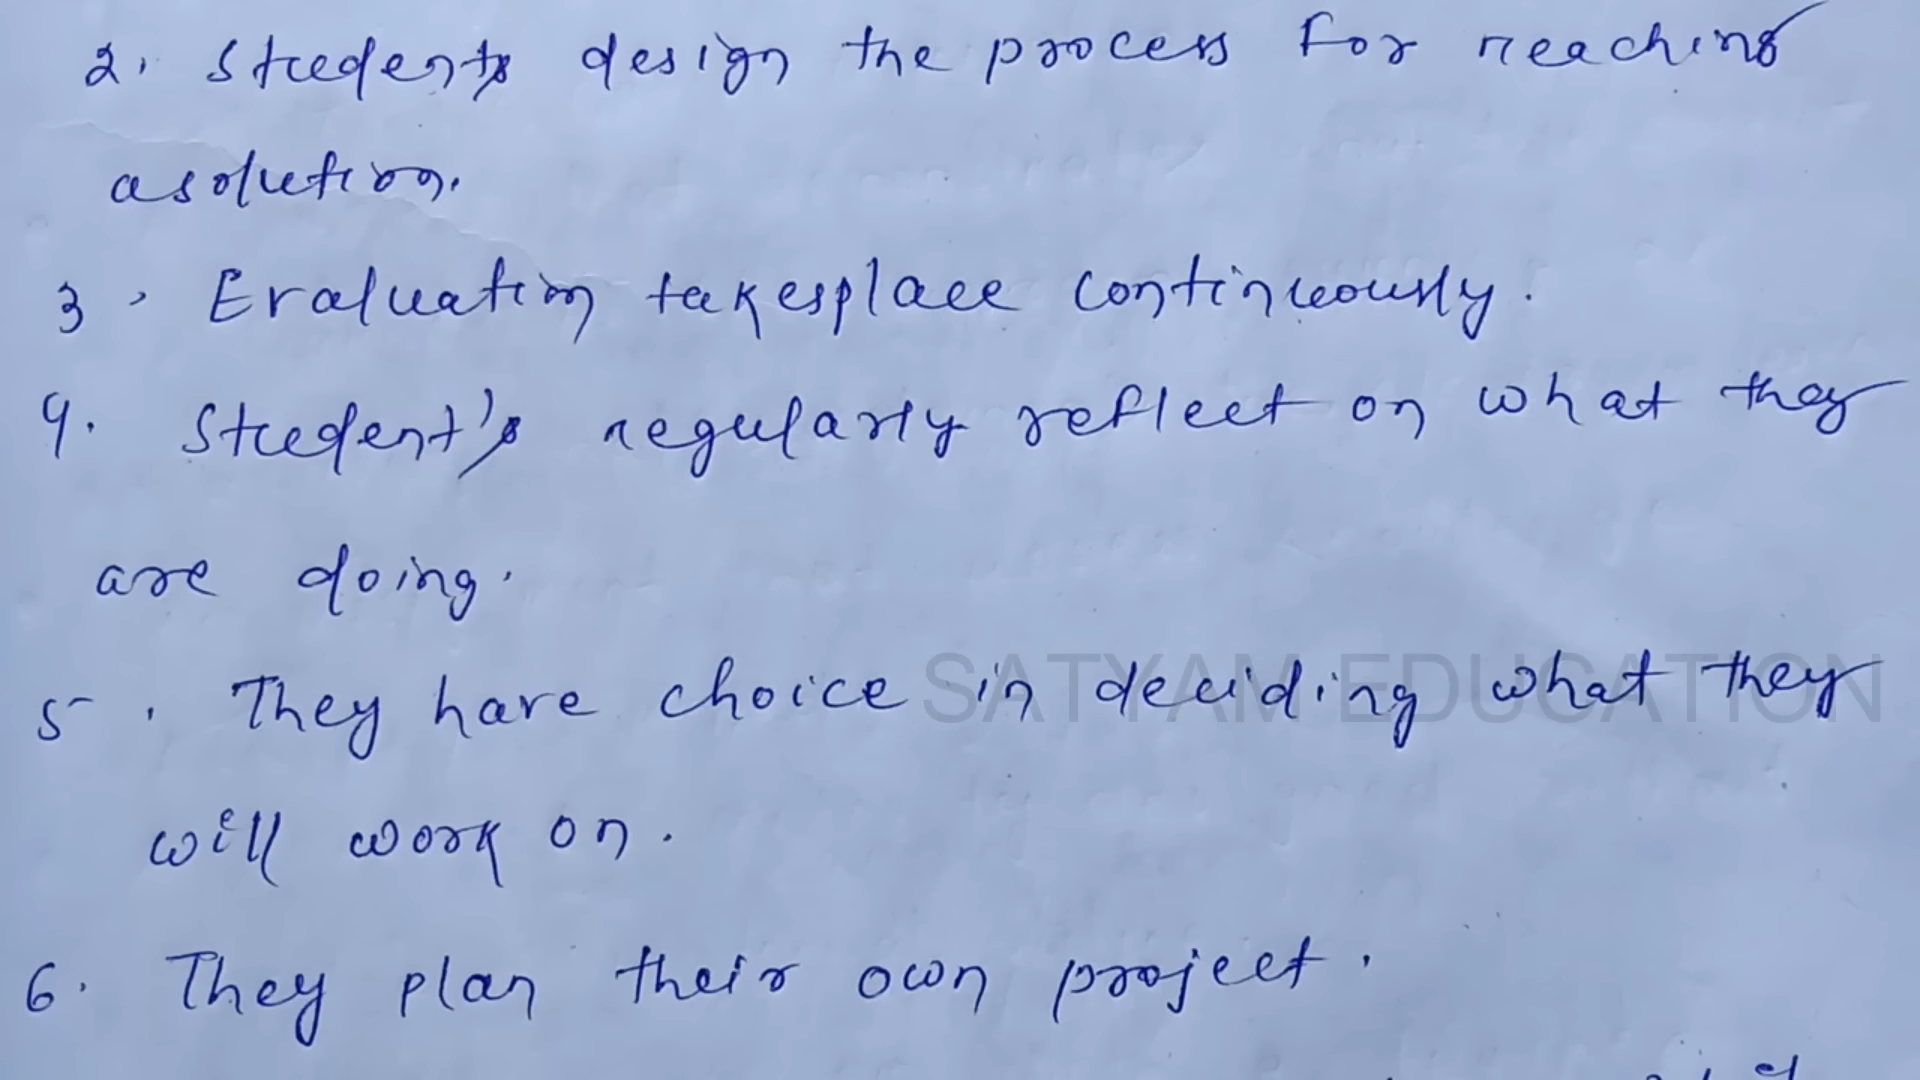 2. Students design the process for reaching
a solution.
3. Evaluation takesplace continuously.
4. Student's regularly reflect on what they
are doing.
SATYAM EDUCATION
5. They have choice in deciding what they
will work on.
6. They plan their own project.